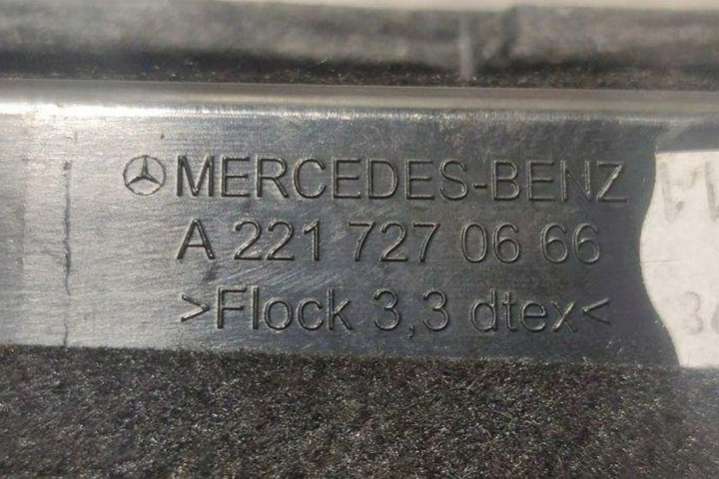 MERCEDES-BENZ
A 221 727 06 66
>Flock 3,3 dtex<